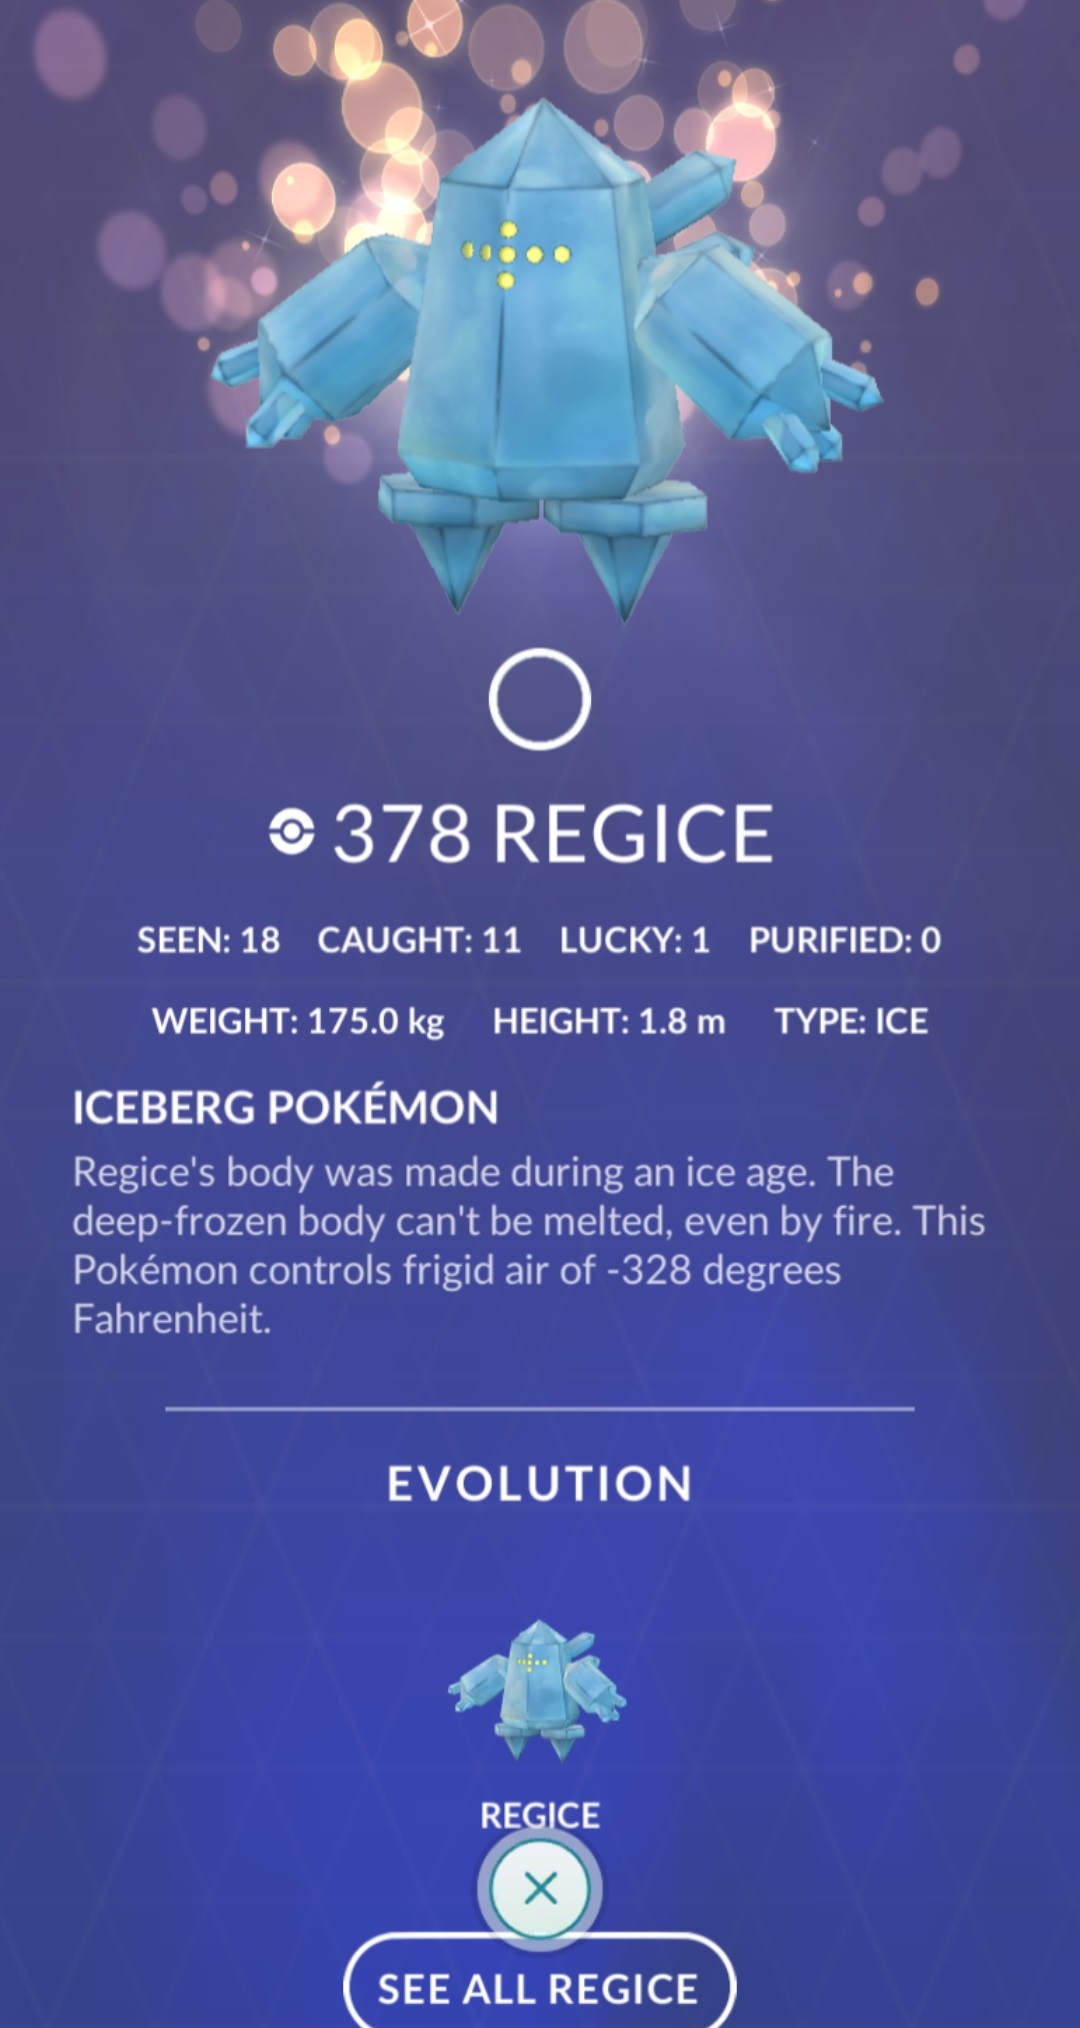 378 REGICE
SEEN: 18 CAUGHT: 11 LUCKY: 1 PURIFIED: 0
WEIGHT: 175.0 kg HEIGHT: 1.8 m TYPE: ICE
ICEBERG POKÉMON
Regice's body was made during an ice age. The
deep-frozen body can't be melted, even by fire. This
Pokémon controls frigid air of -328 degrees
Fahrenheit.
EVOLUTION
REGICE
SEE ALL REGICE